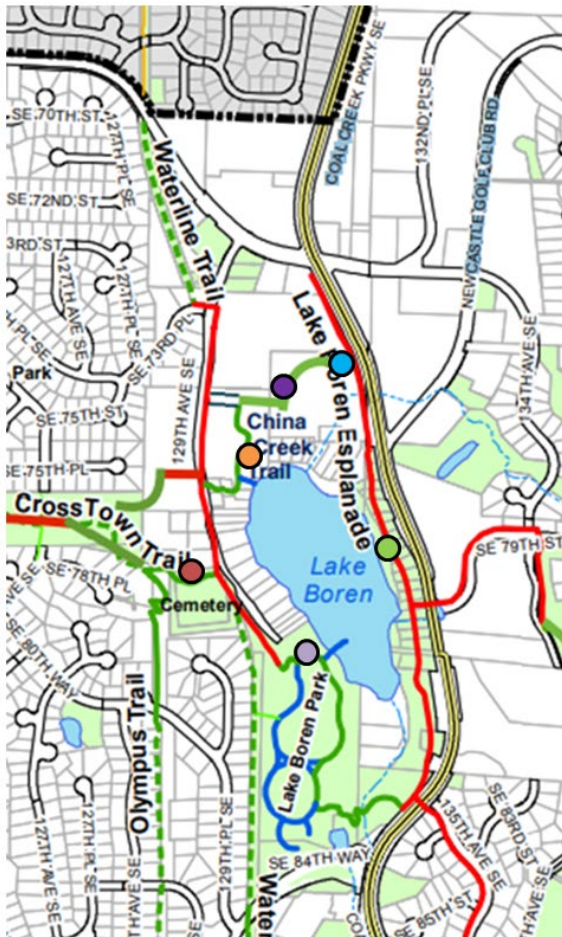 COAL CREEK PKWY SE
132ND PL SE
NEWCASTLE GOLF CLUB RD
SE 70TH ST
127TH PL SE
Waterline Trail
SE 72ND ST
3RD ST
127TH AVE SE
127TH PL SE
SE 73RD PL
Park
Lake Boren Esplanade
134TH AVE SE
SE 75TH ST
129TH AVE SE
China
Creek
Trail
SE 75TH PL
CrossTown Trail
SE 79TH ST
Lake
Boren
SE 78TH PL
Cemetery
SE 80TH WAY
Olympus Trail
Lake Boren Park
127TH AVE SE
127TH PL SE
129TH PL SE
Water
SE 84TH WAY
135TH AVE SE
SE 83RD ST
SE 85TH ST